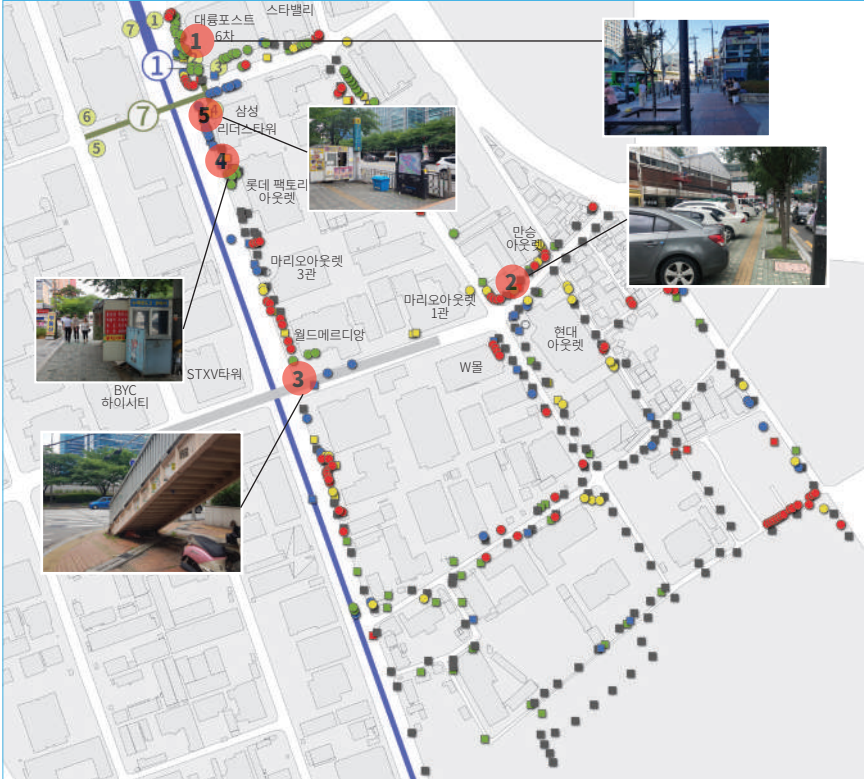 스타밸리
대륭포스트
6차
1
7
1
1
3
6
7
5
4
5
삼성
리더스타워
4
롯데 팩토리
아웃렛
만승
아웃렛
마리오아웃렛
3관
2
마리오아웃렛
1관
월드메르디앙
현대
아웃렛
W몰
STXV타워
3
BYC
하이시티